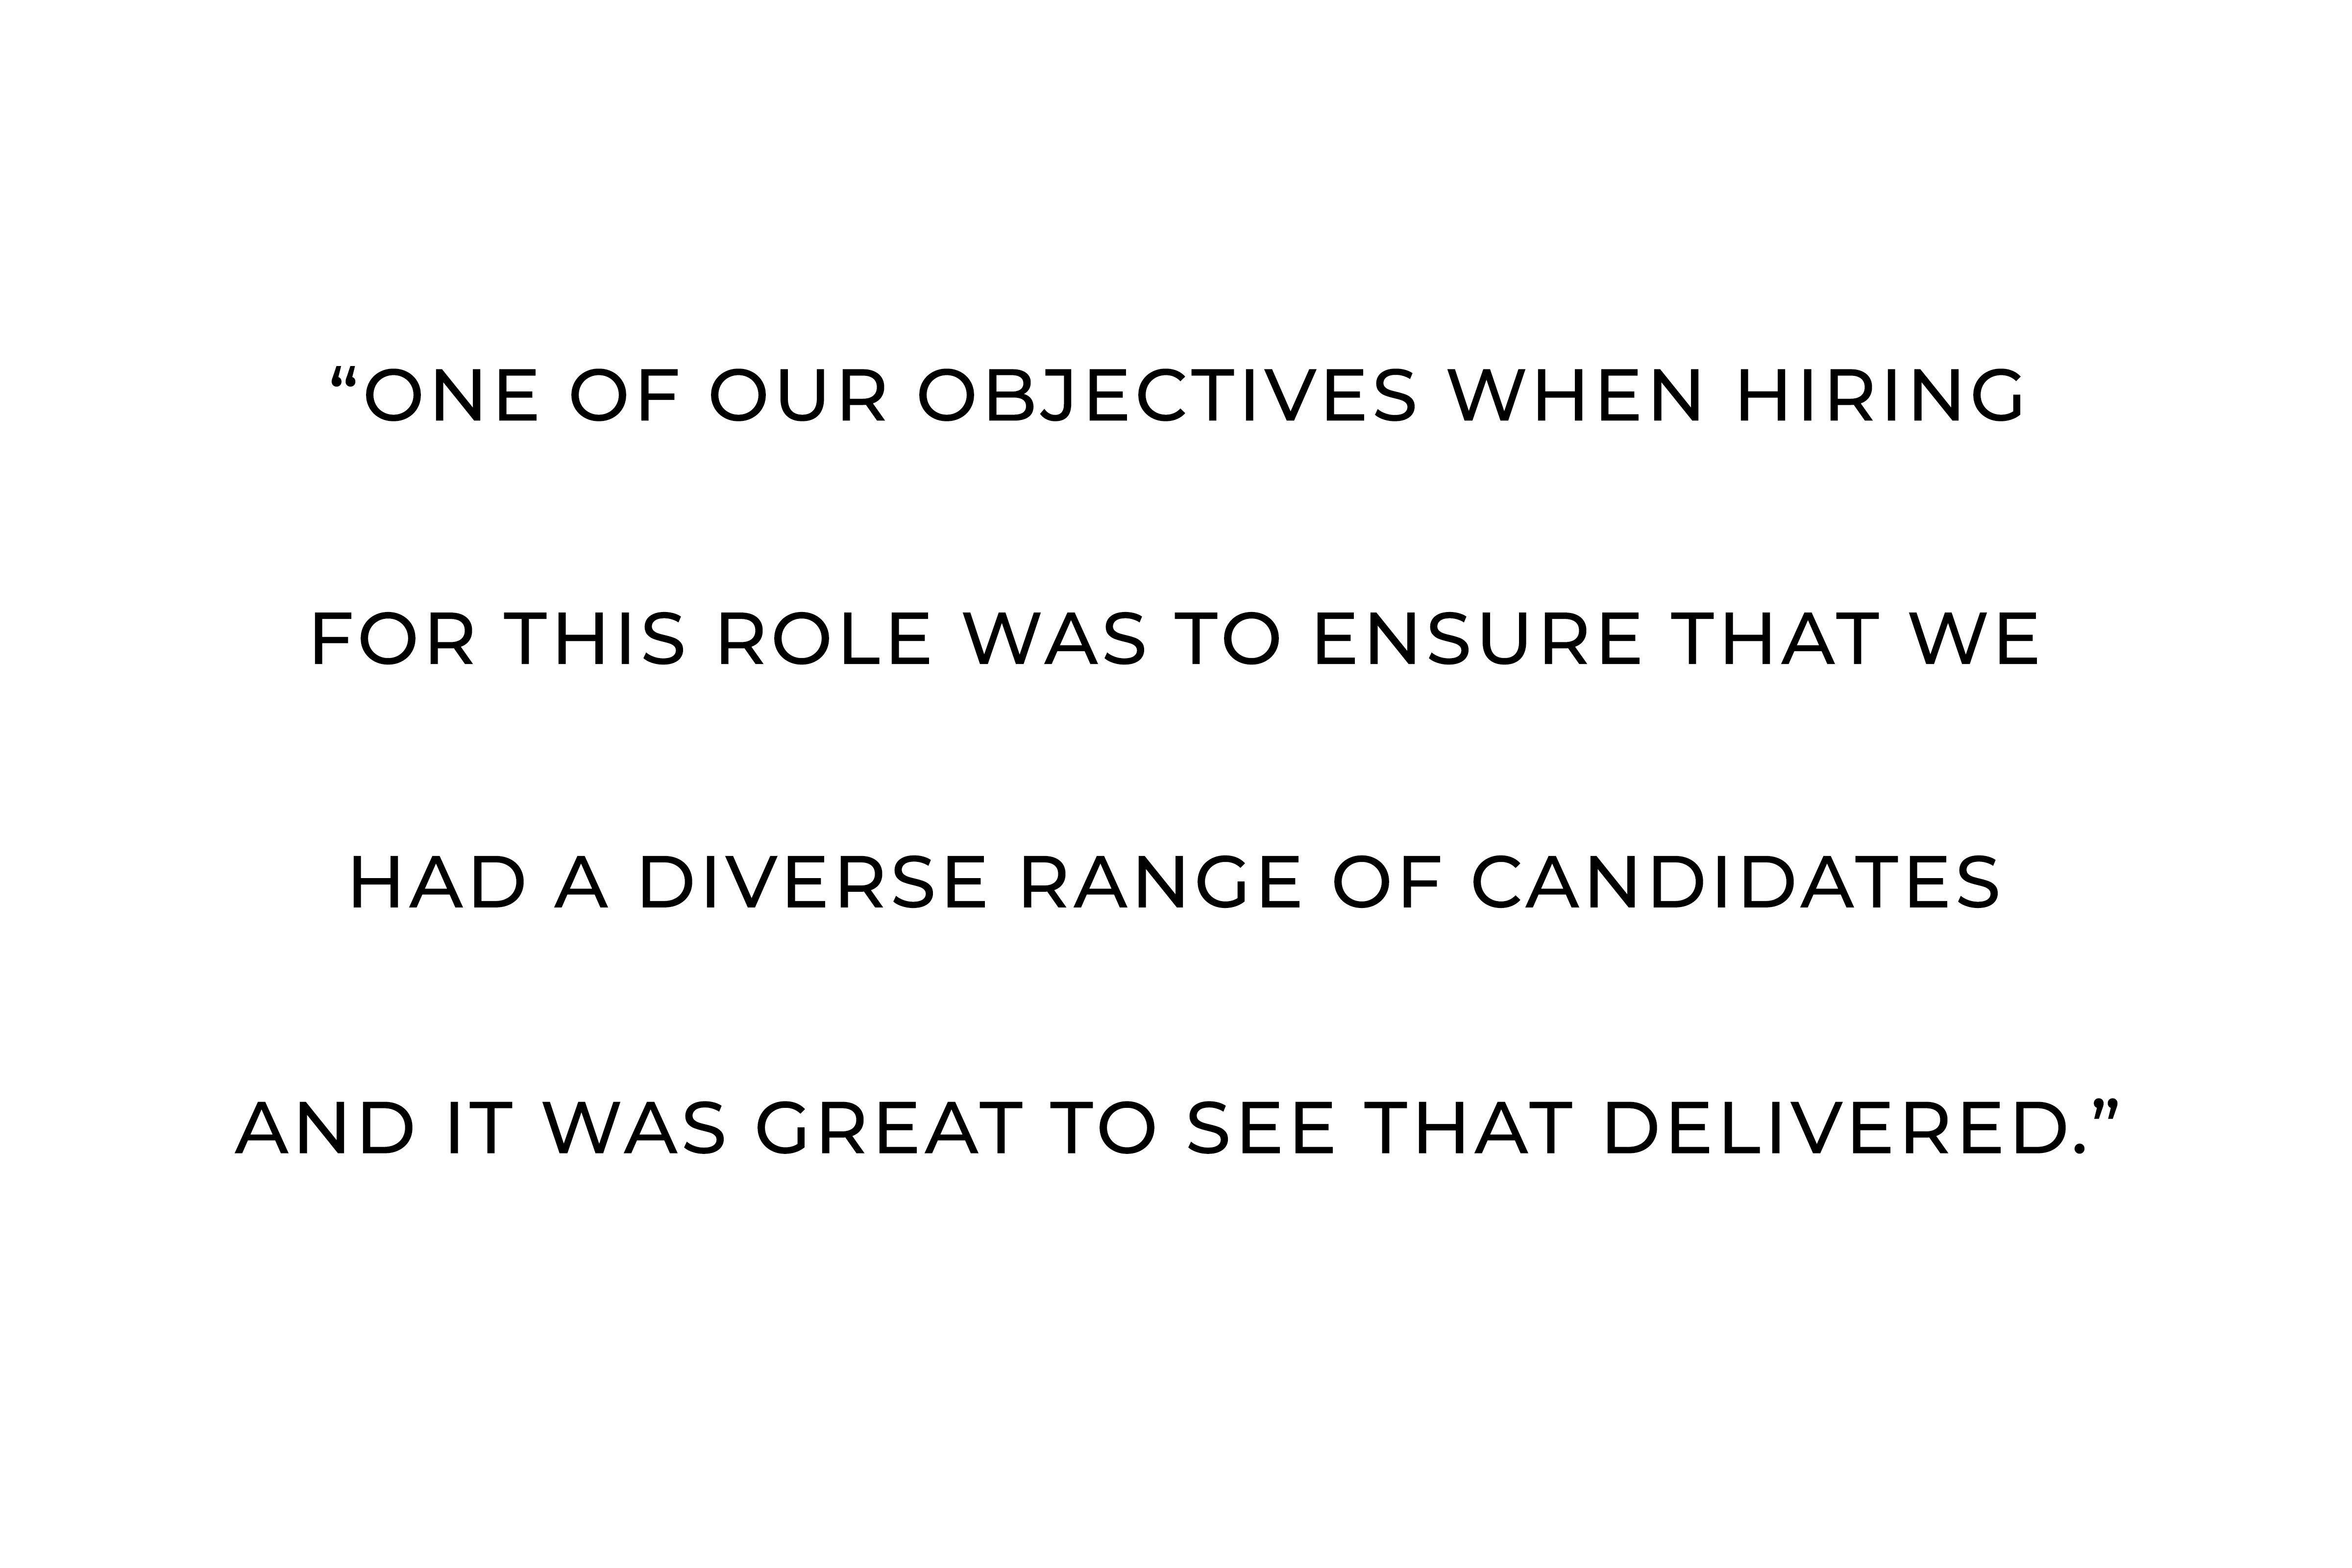 “ONE OF OUR OBJECTIVES WHEN HIRING
FOR THIS ROLE WAS TO ENSURE THAT WE
HAD A DIVERSE RANGE OF CANDIDATES
AND IT WAS GREAT TO SEE THAT DELIVERED.”